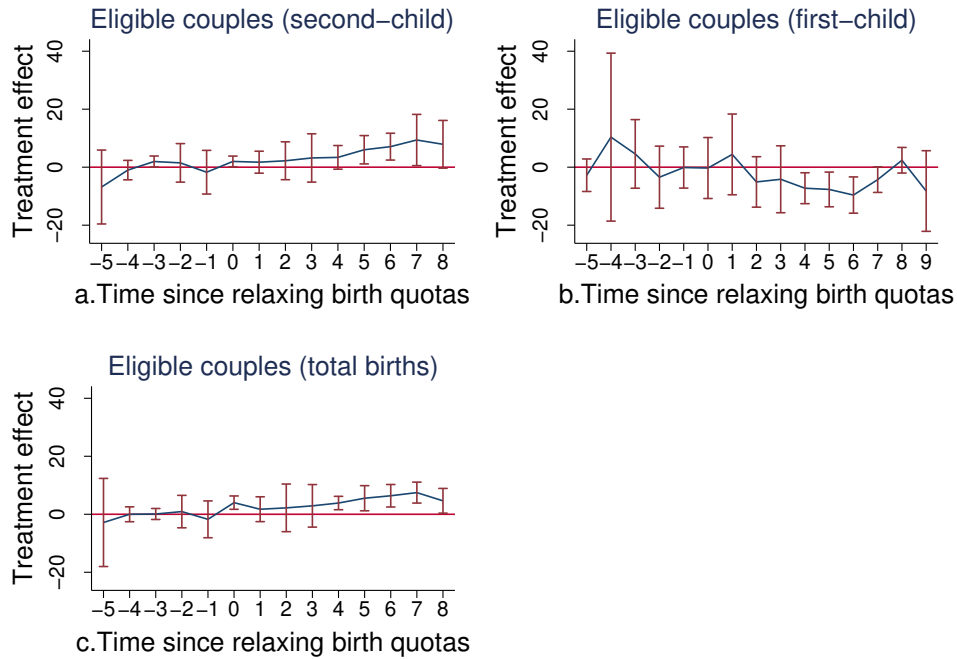 Eligible couples (second−child)
Treatment effect
40
20
0
−20
−5 −4 −3 −2 −1 0 1 2 3 4 5 6 7 8
a.Time since relaxing birth quotas
Eligible couples (first−child)
Treatment effect
40
20
0
−20
−5 −4 −3 −2 −1 0 1 2 3 4 5 6 7 8 9
b.Time since relaxing birth quotas
Eligible couples (total births)
Treatment effect
40
20
0
−20
−5 −4 −3 −2 −1 0 1 2 3 4 5 6 7 8
c.Time since relaxing birth quotas